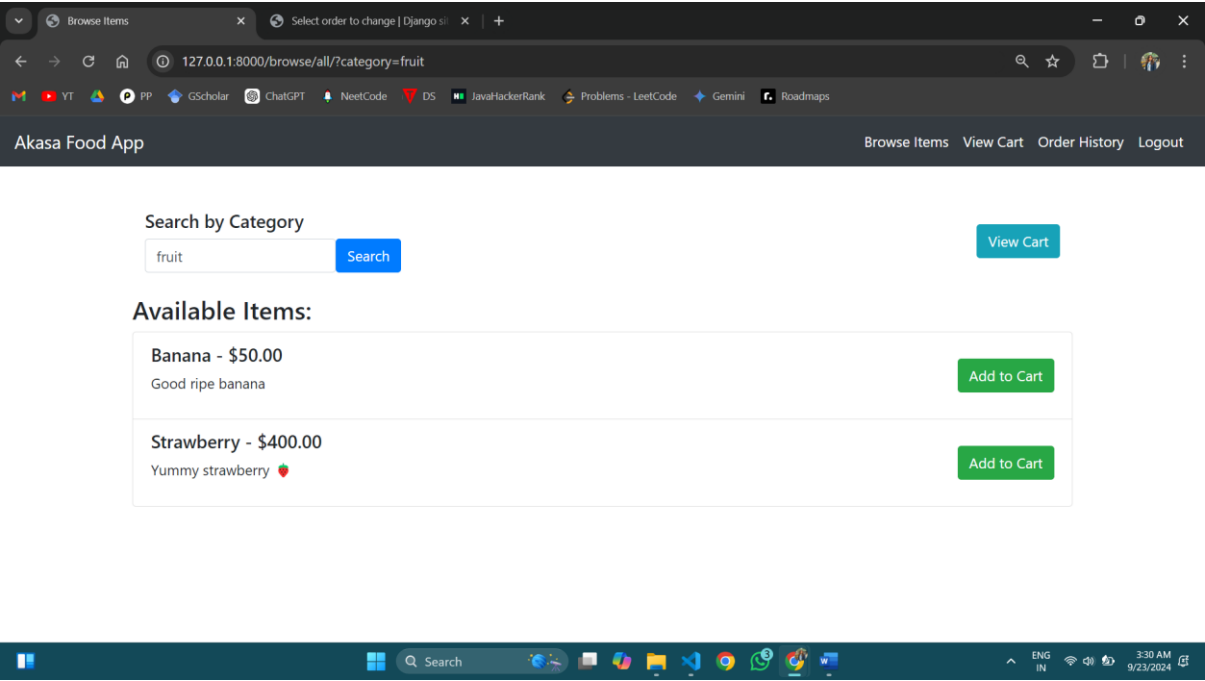 Browse Items
Select order to change | Django si
127.0.0.1:8000/browse/all/?category=fruit
YT PP GScholar ChatGPT NeetCode DS JavaHackerRank Problems - LeetCode Gemini Roadmaps
Akasa Food App Browse Items View Cart Order History Logout
Search by Category
View Cart
fruit Search
Available Items:
Banana - $50.00
Good ripe banana
Add to Cart
Strawberry - $400.00
Yummy strawberry 🍓
Add to Cart
Search
ENG
IN
3:30 AM
9/23/2024